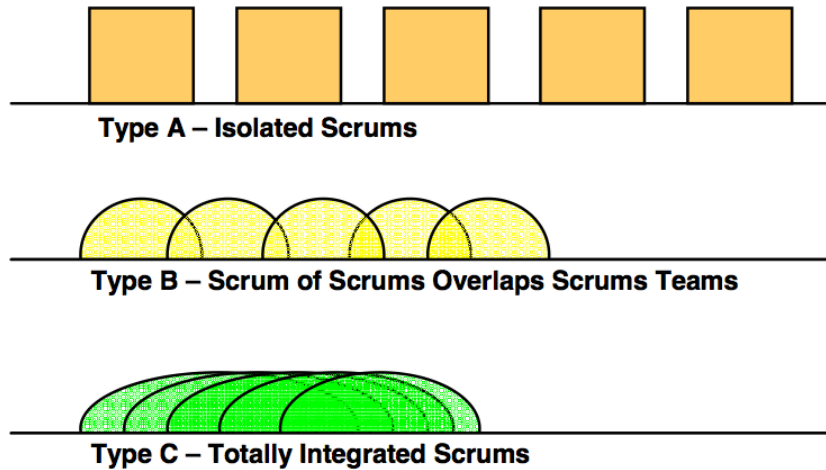 Type A – Isolated Scrums
Type B – Scrum of Scrums Overlaps Scrums Teams
Type C – Totally Integrated Scrums